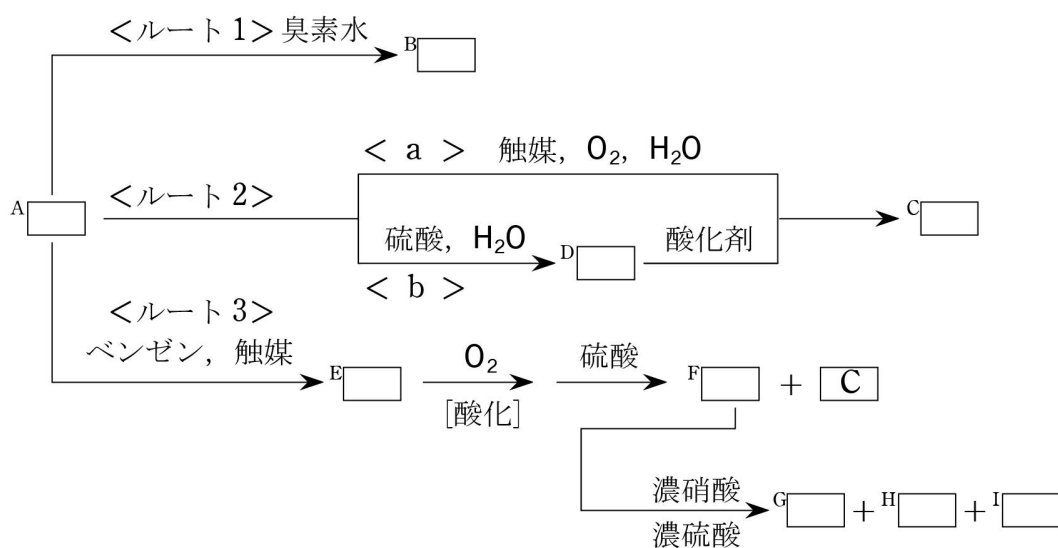 <ルート1>臭素水
B
< a > 触媒, O₂, H₂O
A
<ルート2>
C
硫酸, H₂O
D
酸化剤
< b >
<ルート3>
ベンゼン, 触媒
E
O₂
[酸化]
硫酸
F
+
C
濃硝酸
濃硫酸
G
+
H
+
I